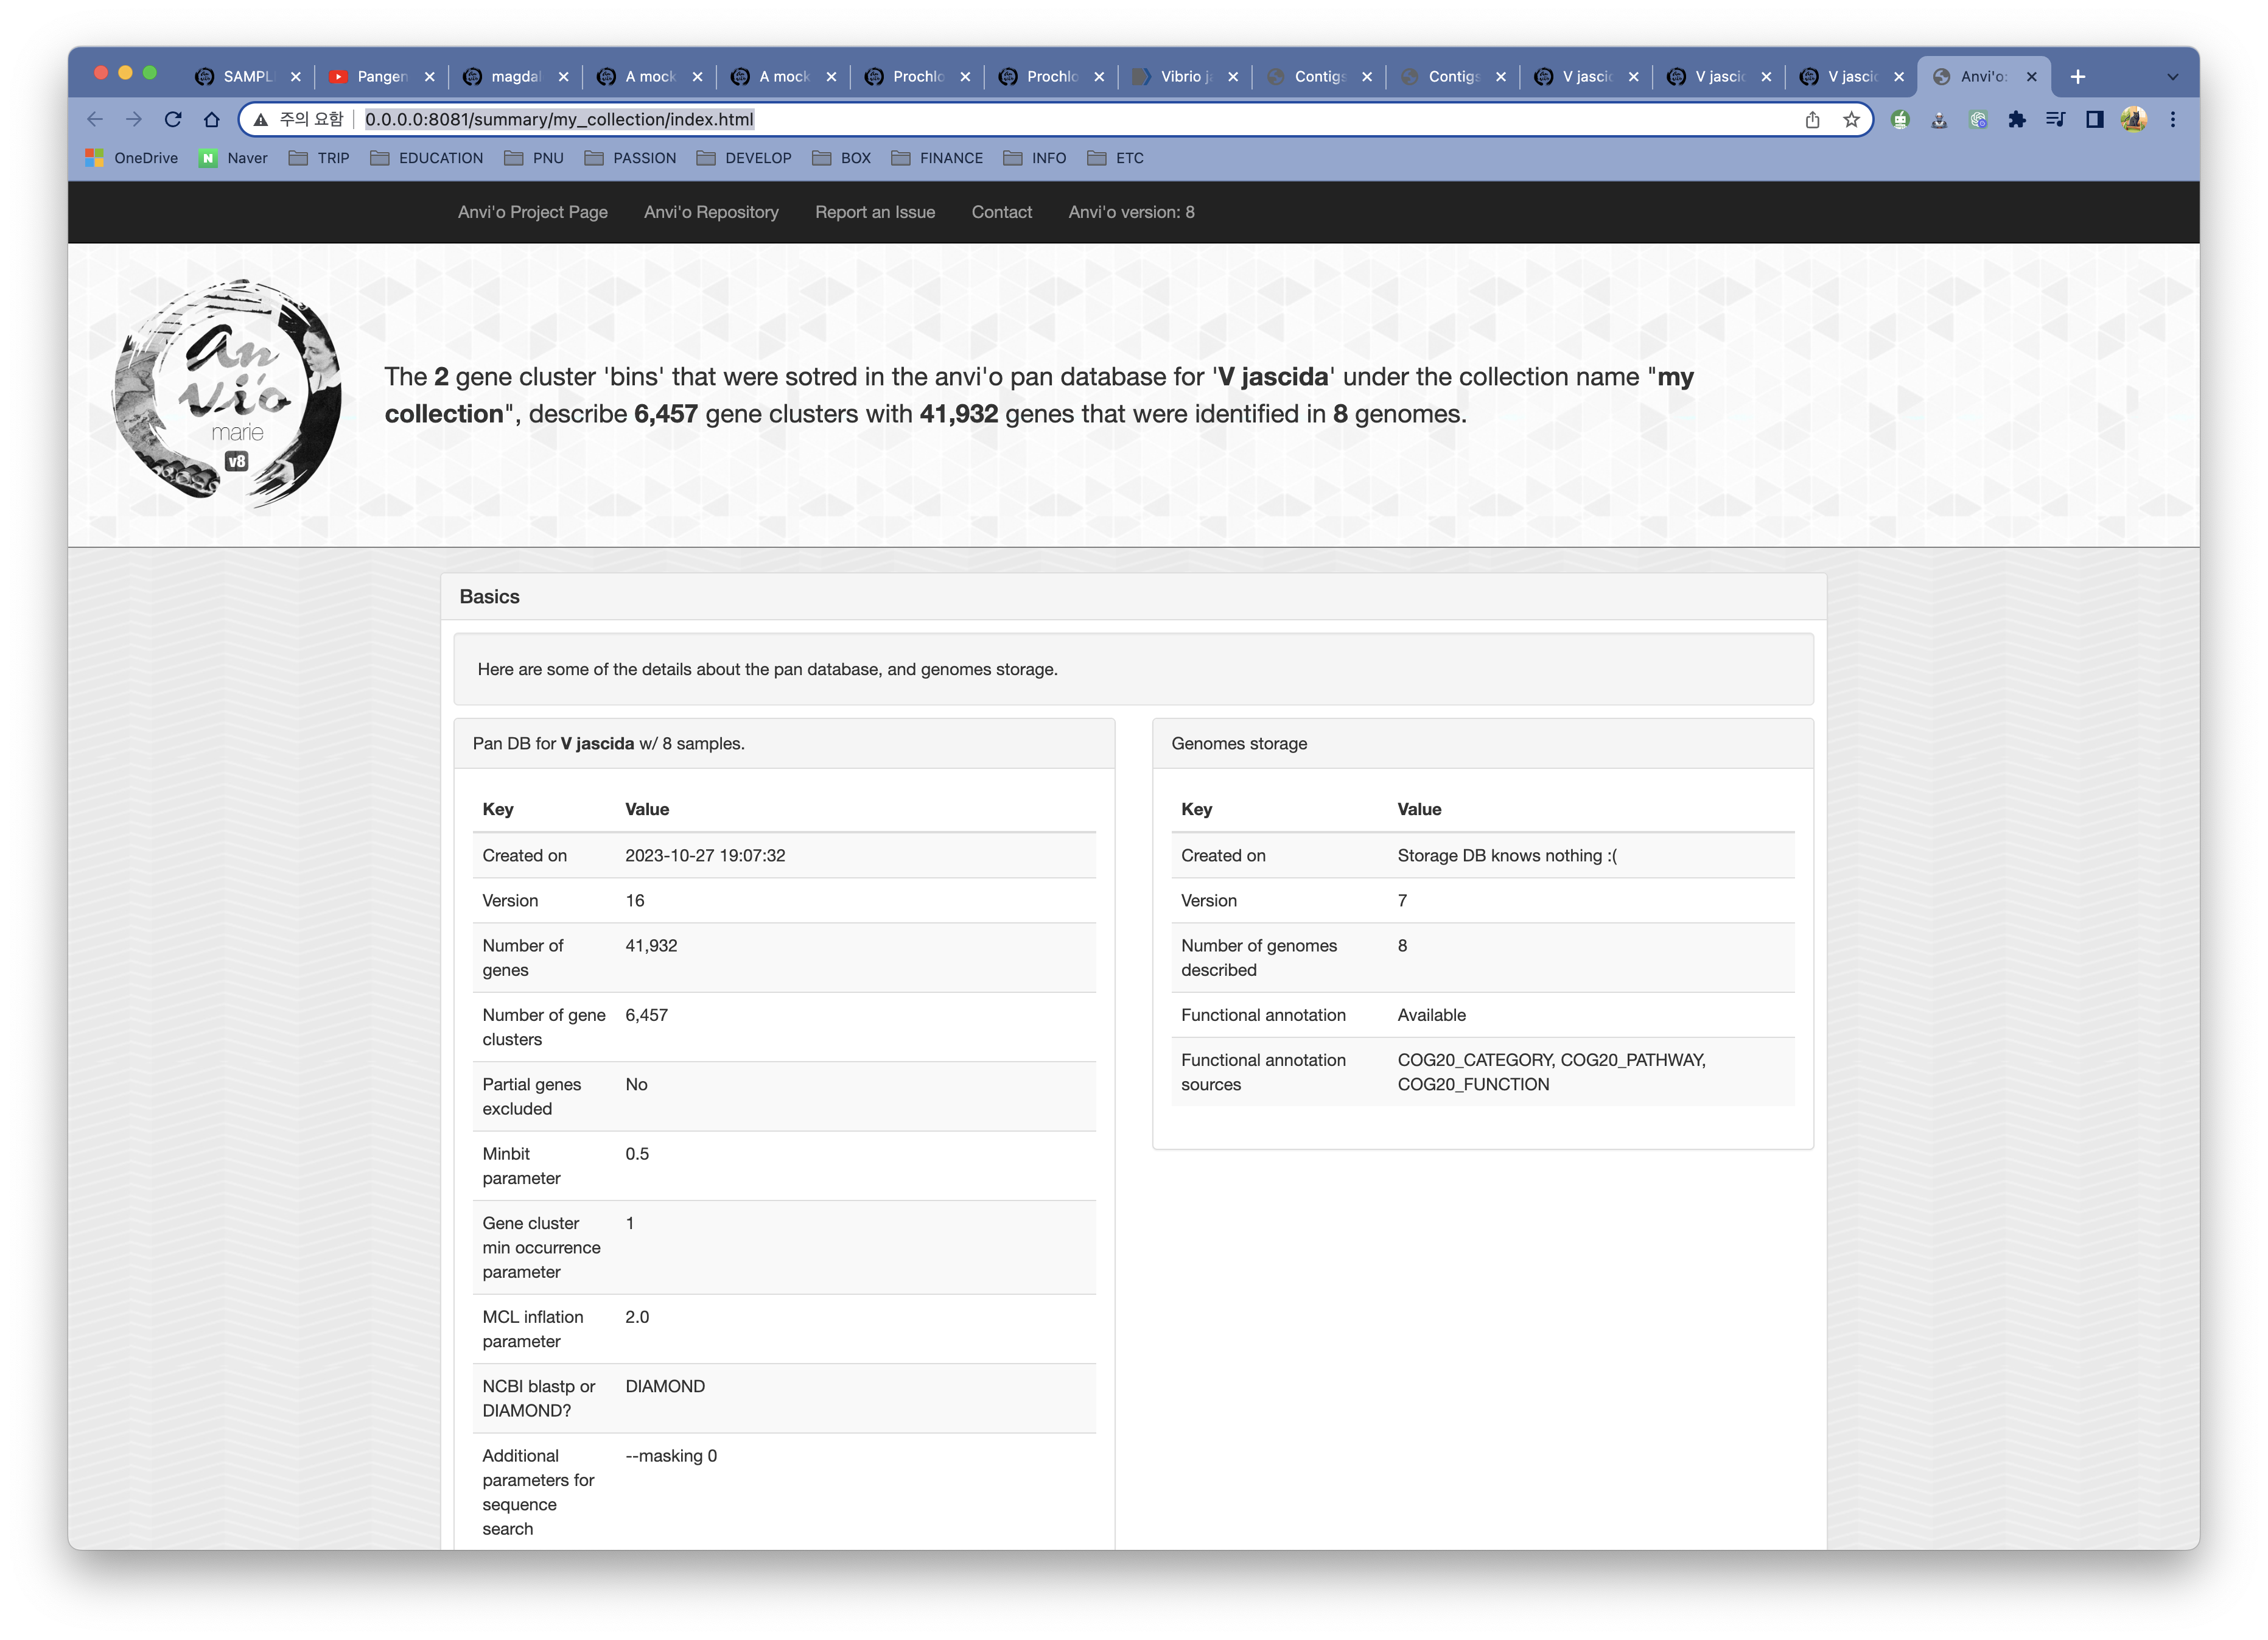 SAMPL
Pangen
magdal
A mock
A mock
Prochlo
Prochlo
Vibrio ja
Contigs
Contigs
V jascid
V jascid
V jascid
Anvi'o:
주의 요함
0.0.0.0:8081/summary/my_collection/index.html
OneDrive
N Naver
TRIP
EDUCATION
PNU
PASSION
DEVELOP
BOX
FINANCE
INFO
ETC
Anvi'o Project Page
Anvi'o Repository
Report an Issue
Contact
Anvi'o version: 8
An
vi'o
marie
v8
The 2 gene cluster 'bins' that were sotred in the anvi'o pan database for 'V jascida' under the collection name "my
collection", describe 6,457 gene clusters with 41,932 genes that were identified in 8 genomes.
Basics
Here are some of the details about the pan database, and genomes storage.
Pan DB for V jascida w/ 8 samples.
Key Value
Created on 2023-10-27 19:07:32
Version 16
Number of 41,932
genes
Number of gene 6,457
clusters
Partial genes No
excluded
Minbit 0.5
parameter
Gene cluster 1
min occurrence
parameter
MCL inflation 2.0
parameter
NCBI blastp or DIAMOND
DIAMOND?
Additional --masking 0
parameters for
sequence
search
Genomes storage
Key Value
Created on Storage DB knows nothing :(
Version 7
Number of genomes 8
described
Functional annotation Available
Functional annotation COG20_CATEGORY, COG20_PATHWAY,
sources COG20_FUNCTION